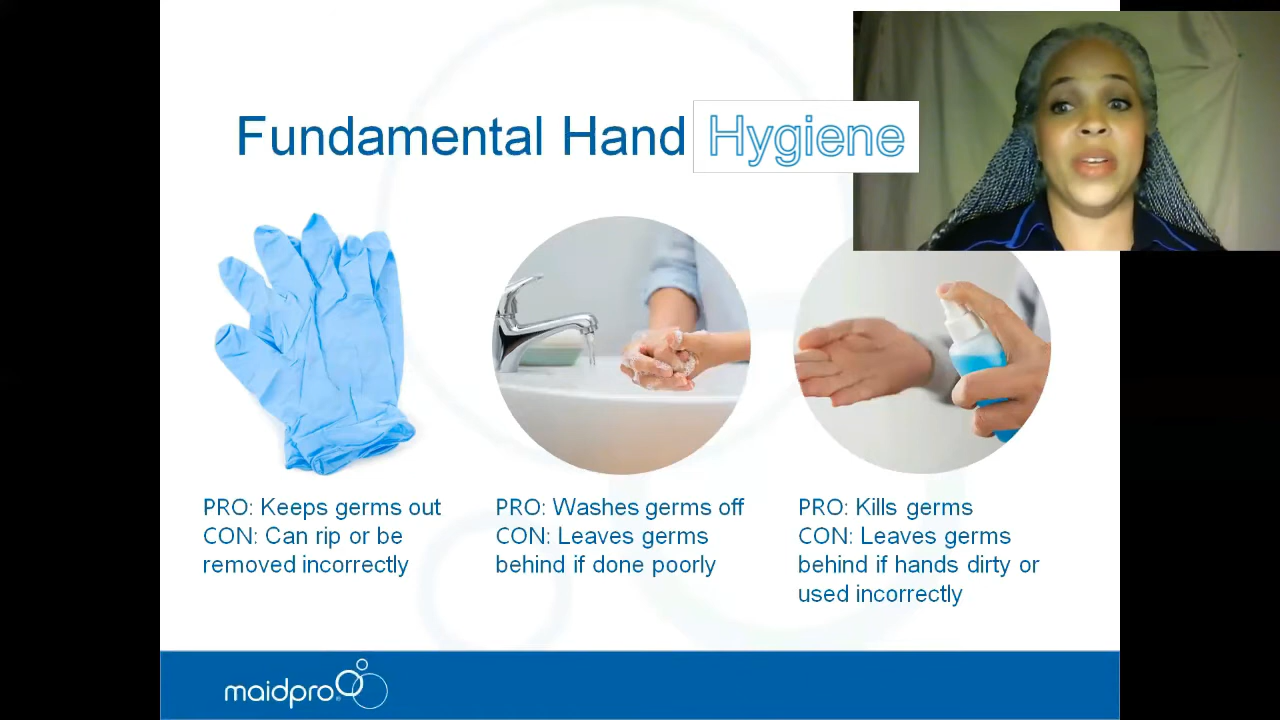 Fundamental Hand Hygiene
PRO: Keeps germs out
CON: Can rip or be
removed incorrectly
PRO: Washes germs off
CON: Leaves germs
behind if done poorly
PRO: Kills germs
CON: Leaves germs
behind if hands dirty or
used incorrectly
maidpro